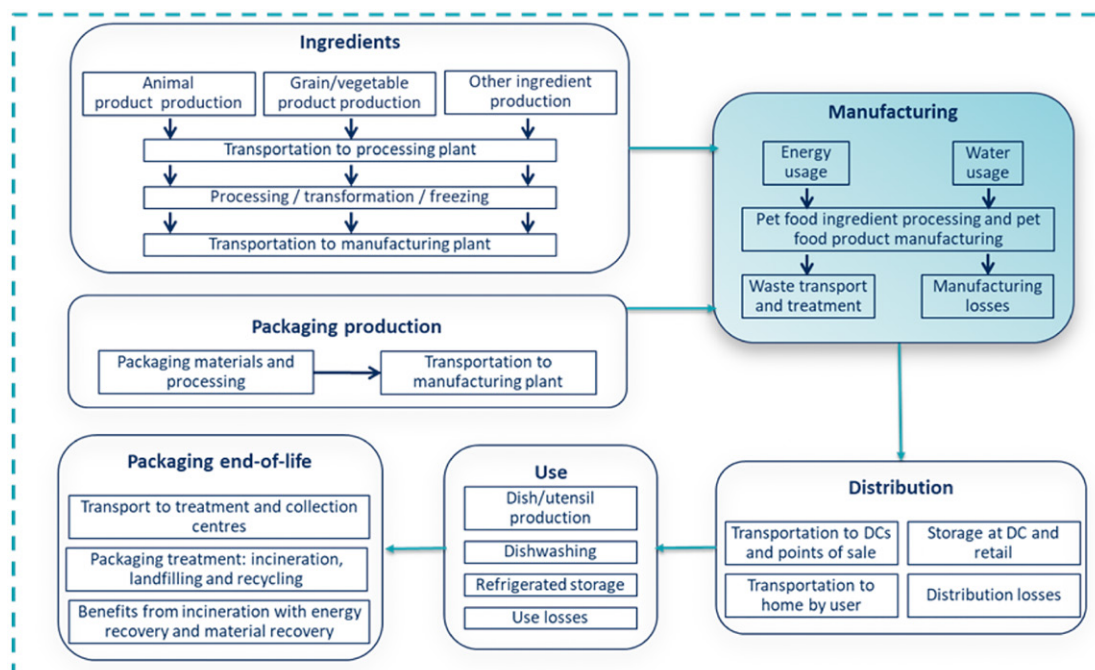 Ingredients
Animal
product production
Grain/vegetable
product production
Other ingredient
production
Transportation to processing plant
Processing / transformation / freezing
Transportation to manufacturing plant
Manufacturing
Energy
usage
Water
usage
Pet food ingredient processing and pet
food product manufacturing
Waste transport
and treatment
Manufacturing
losses
Packaging production
Packaging materials and
processing
Transportation to
manufacturing plant
Packaging end-of-life
Transport to treatment and collection
centres
Packaging treatment: incineration,
landfilling and recycling
Benefits from incineration with energy
recovery and material recovery
Use
Dish/utensil
production
Dishwashing
Refrigerated storage
Use losses
Distribution
Transportation to DCs
and points of sale
Storage at DC and
retail
Transportation to
home by user
Distribution losses